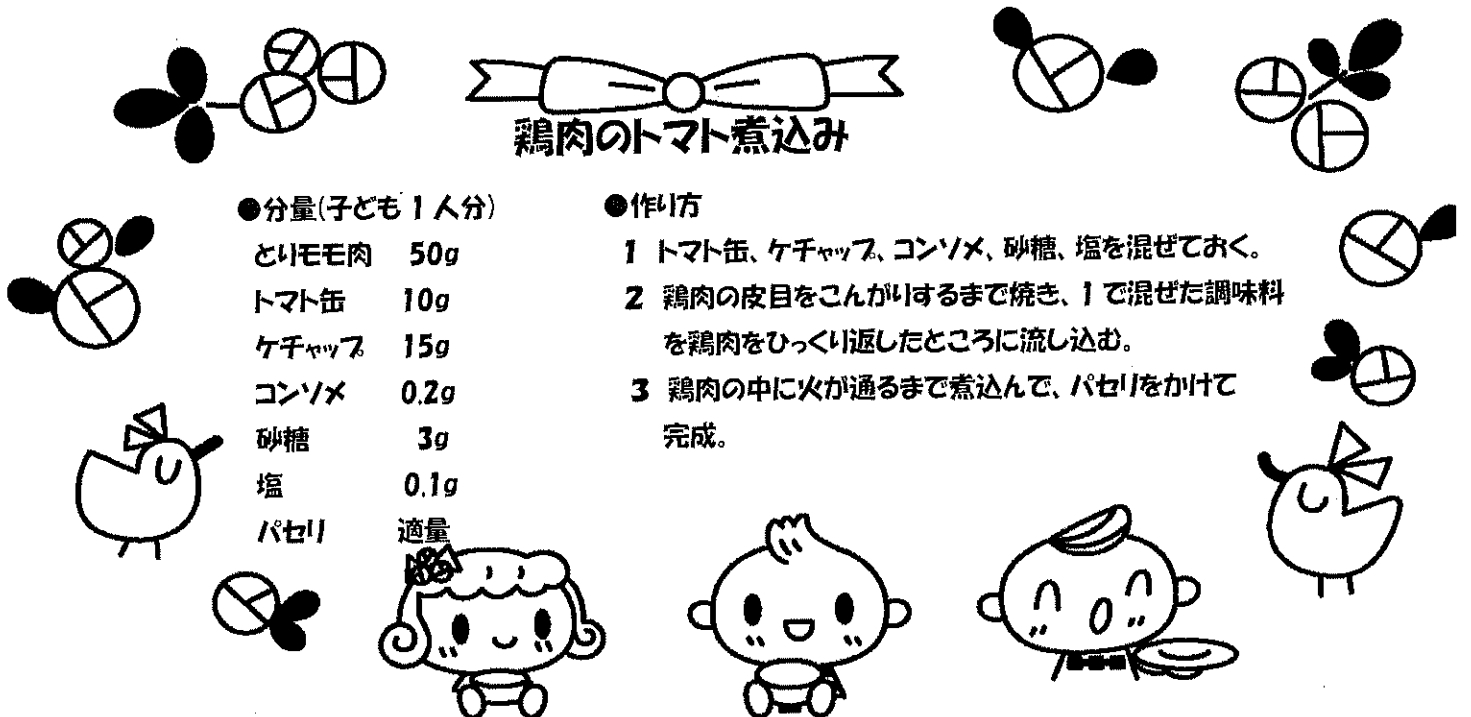 鶏肉のトマト煮込み
●分量(子ども1人分)
とりモモ肉 50g
トマト缶 10g
ケチャップ 15g
コンソメ 0.2g
砂糖 3g
塩 0.1g
パセリ 適量
●作り方
1 トマト缶、ケチャップ、コンソメ、砂糖、塩を混ぜておく。
2 鶏肉の皮目をこんがりするまで焼き、1で混ぜた調味料
を鶏肉をひっくり返したところに流し込む。
3 鶏肉の中に火が通るまで煮込んで、パセリをかけて
完成。